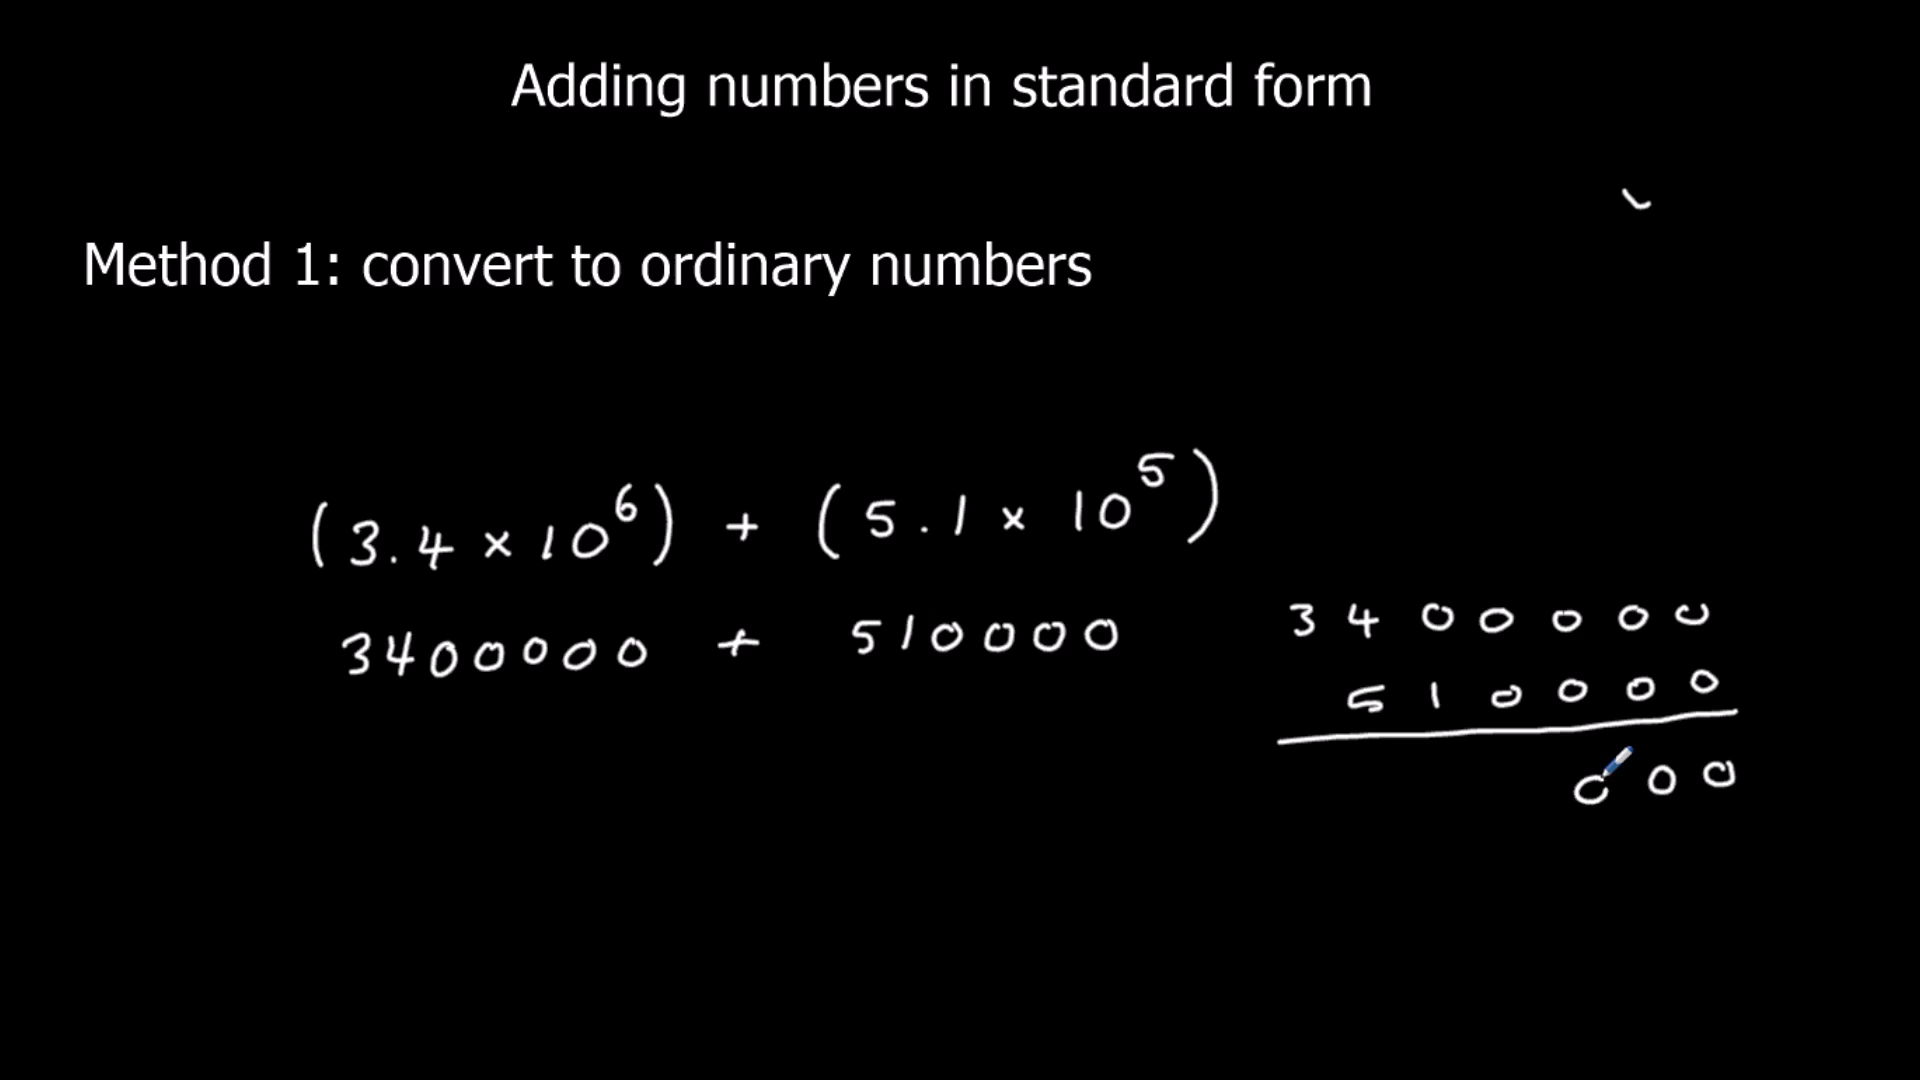 Adding numbers in standard form
Method 1: convert to ordinary numbers
(3.4 × 10⁶) + (5.1 × 10⁵)
3400000 + 510000
3400000
510000
000